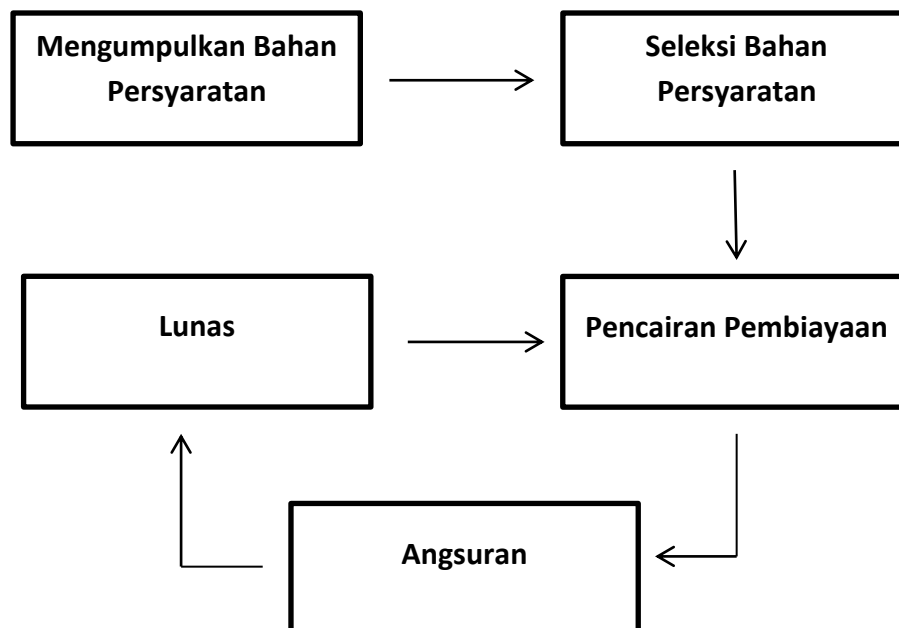 Mengumpulkan Bahan
Persyaratan
Seleksi Bahan
Persyaratan
Lunas
Pencairan Pembiayaan
Angsuran